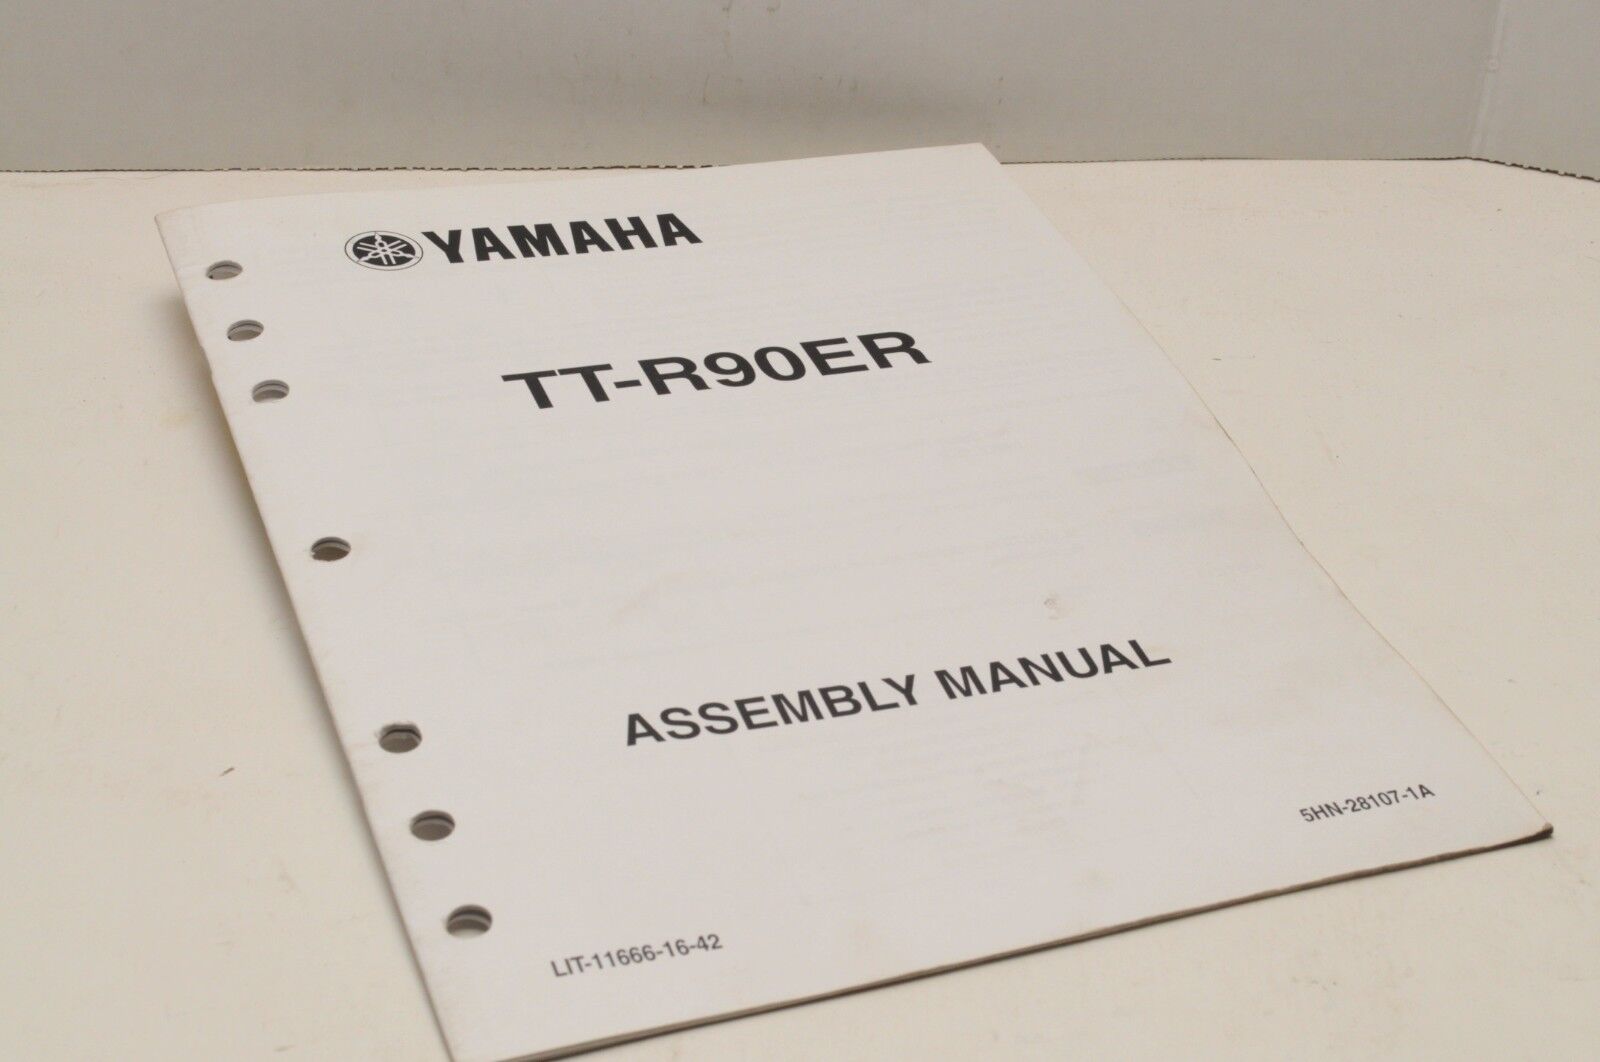 YAMAHA
TT-R90ER
ASSEMBLY MANUAL
5HN-28107-1A
LIT-11666-16-42